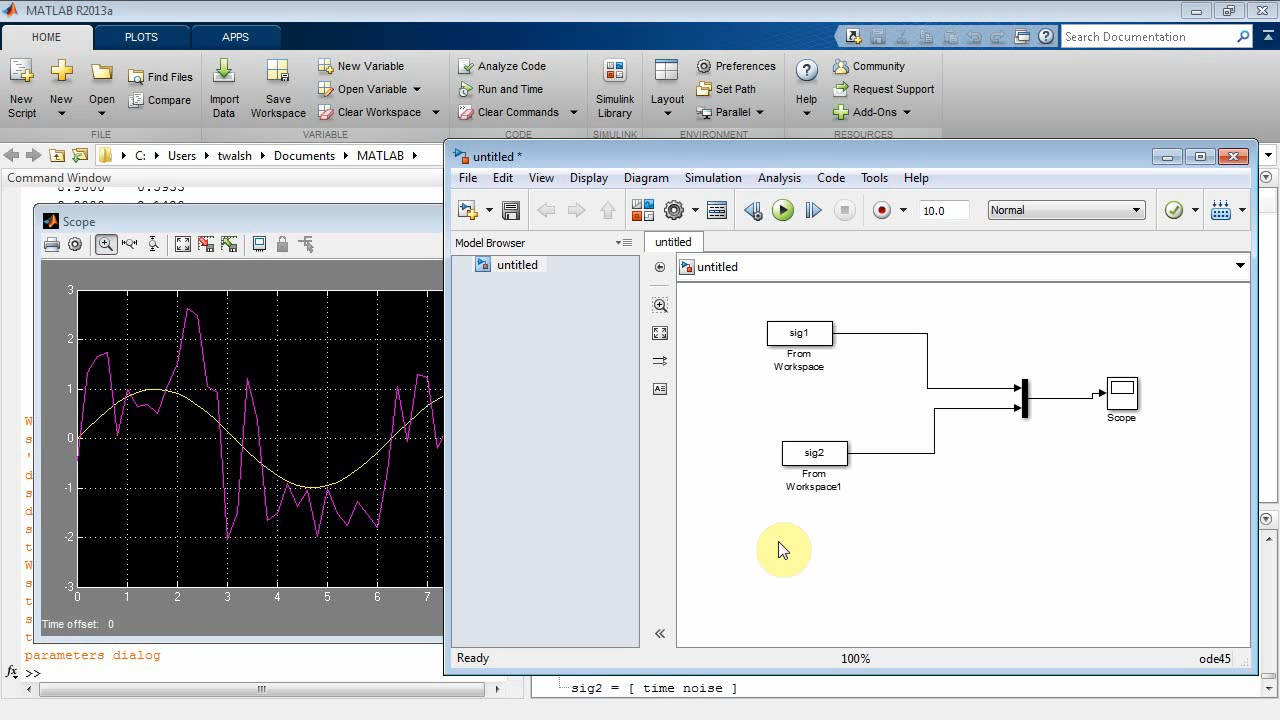 MATLAB R2013a
HOME PLOTS APPS
Search Documentation
New Script
New
Open
Find Files
Compare
FILE
Import Data
Save Workspace
New Variable
Open Variable
Clear Workspace
VARIABLE
Analyze Code
Run and Time
Clear Commands
CODE
Simulink Library
SIMULINK
Layout
Preferences
Set Path
Parallel
ENVIRONMENT
Help
Community
Request Support
Add-Ons
RESOURCES
C: Users twalsh Documents MATLAB
Command Window
Scope
3
2
1
0
-1
-2
-3
0 1 2 3 4 5 6 7
Time offset: 0
W
s
'
d
s
d
s
t
W
s
t
s
t
parameters dialog
fx >>
untitled *
File Edit View Display Diagram Simulation Analysis Code Tools Help
10.0
Normal
Model Browser
untitled
untitled
untitled
sig1
From
Workspace
sig2
From
Workspace1
Scope
Ready
100%
ode45
sig2 = [ time noise ]